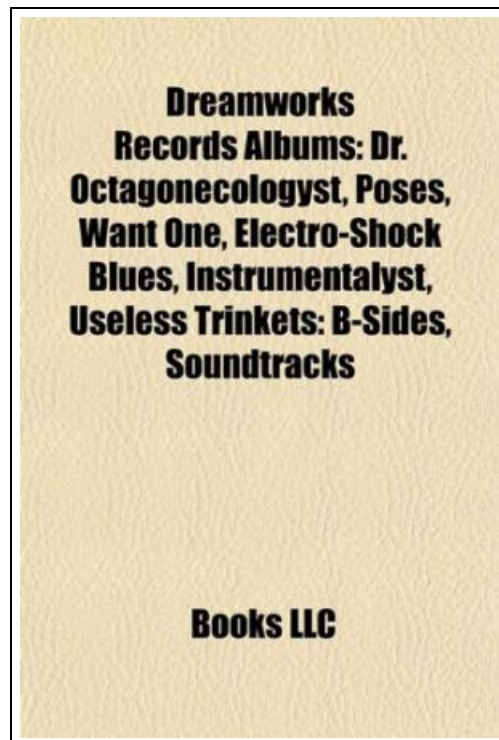 Dreamworks
Records Albums: Dr.
Octagonecologyst, Poses,
Want One, Electro-Shock
Blues, Instrumentalyst,
Useless Trinkets: B-Sides,
Soundtracks
Books LLC